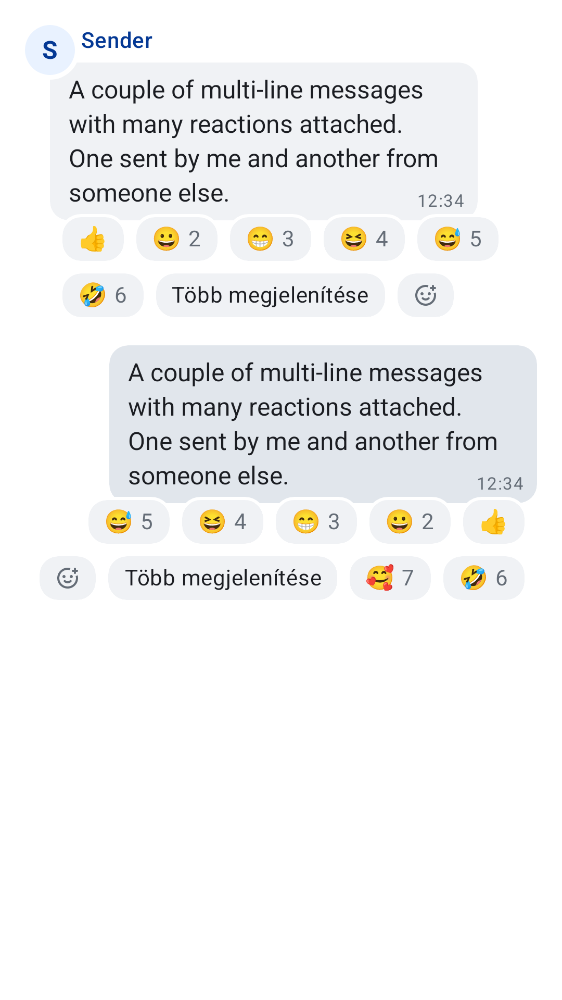 S
Sender
A couple of multi-line messages
with many reactions attached.
One sent by me and another from
someone else.
12:34
👍 😀 2 😁 3 😆 4 😅 5
🤣 6 Több megjelenítése
A couple of multi-line messages
with many reactions attached.
One sent by me and another from
someone else.
12:34
😅 5 😆 4 😁 3 😀 2 👍
Több megjelenítése 🥰 7 🤣 6